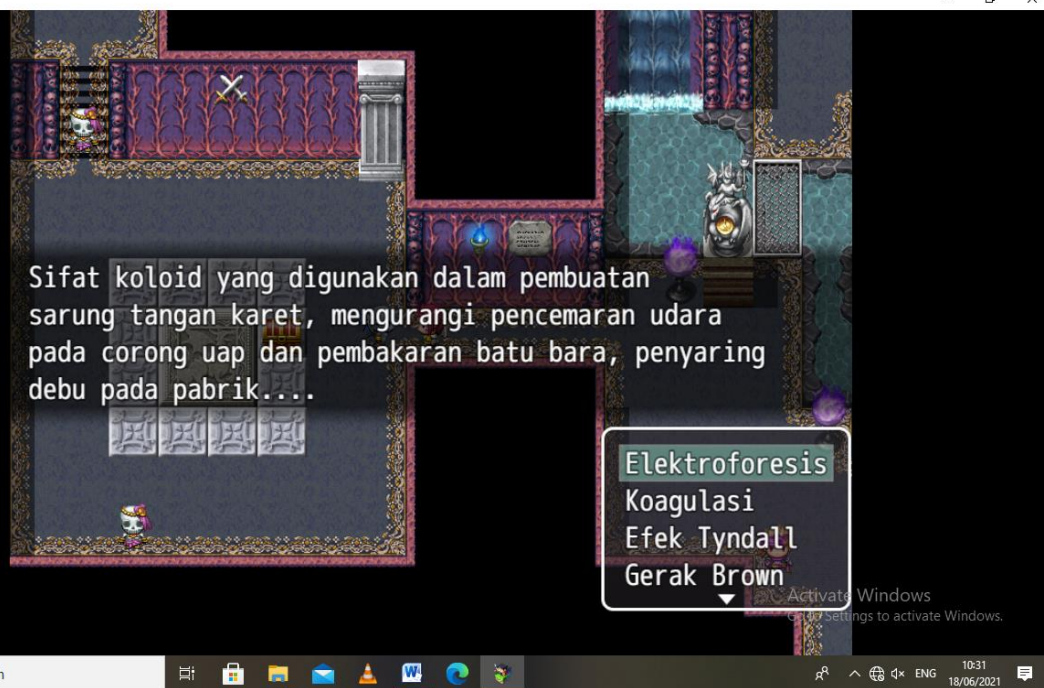 Sifat koloid yang digunakan dalam pembuatan
sarung tangan karet, mengurangi pencemaran udara
pada corong uap dan pembakaran batu bara, penyaring
debu pada pabrik....
Elektroforesis
Koagulasi
Efek Tyndall
Gerak Brown
Activate Windows
Go to Settings to activate Windows.
ENG
10:31
18/06/2021